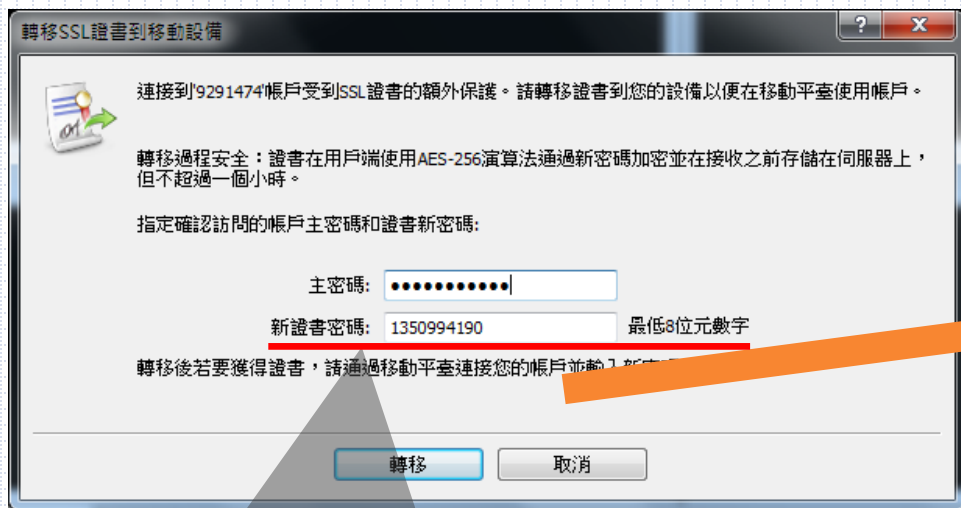 轉移SSL證書到移動設備
連接到'9291474'帳戶受到SSL證書的額外保護。請轉移證書到您的設備以便在移動平臺使用帳戶。
轉移過程安全：證書在用戶端使用AES-256演算法通過新密碼加密並在接收之前存儲在伺服器上，
但不超過一個小時。
指定確認訪問的帳戶主密碼和證書新密碼:
主密碼: ●●●●●●●●●●●
新證書密碼: 1350994190 最低8位元數字
轉移後若要獲得證書，請通過移動平臺連接您的帳戶並輸入
轉移 取消